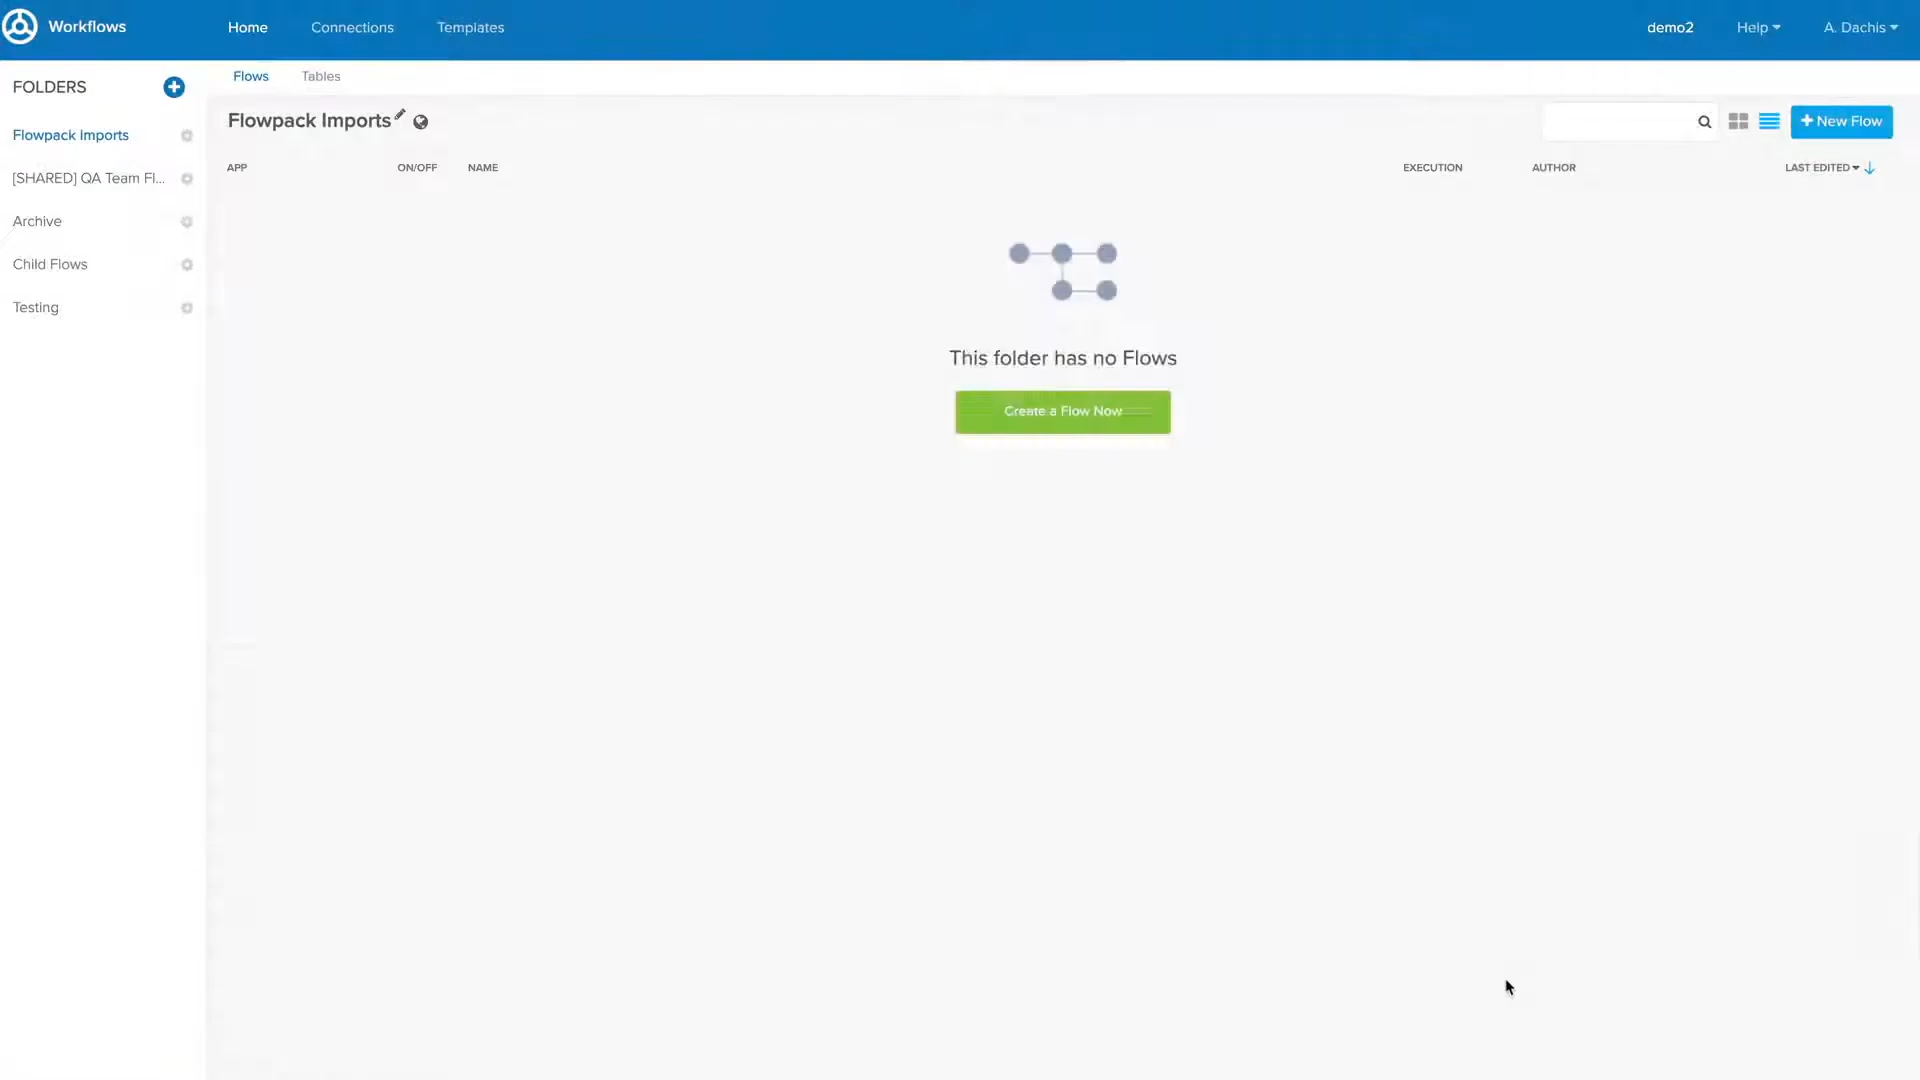 Workflows Home Connections Templates demo2 Help A. Dachis
FOLDERS
Flowpack Imports
[SHARED] QA Team Fl...
Archive
Child Flows
Testing
Flows Tables
Flowpack Imports
+ New Flow
APP ON/OFF NAME EXECUTION AUTHOR LAST EDITED
This folder has no Flows
Create a Flow Now